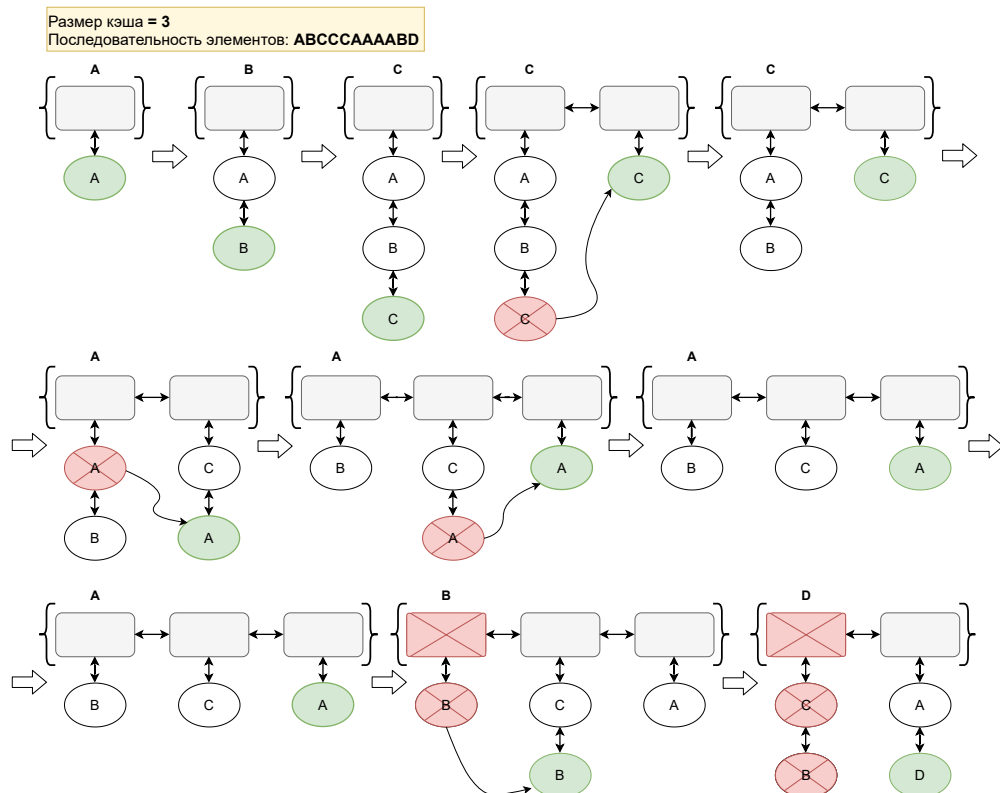 Размер кэша = 3
Последовательность элементов: ABCCCAAAABD
A B C C C
A A A A C A C
B B B B
C C
A A A
A C B C A B C A
B A A
A B D
B C A B C A C A
B B D